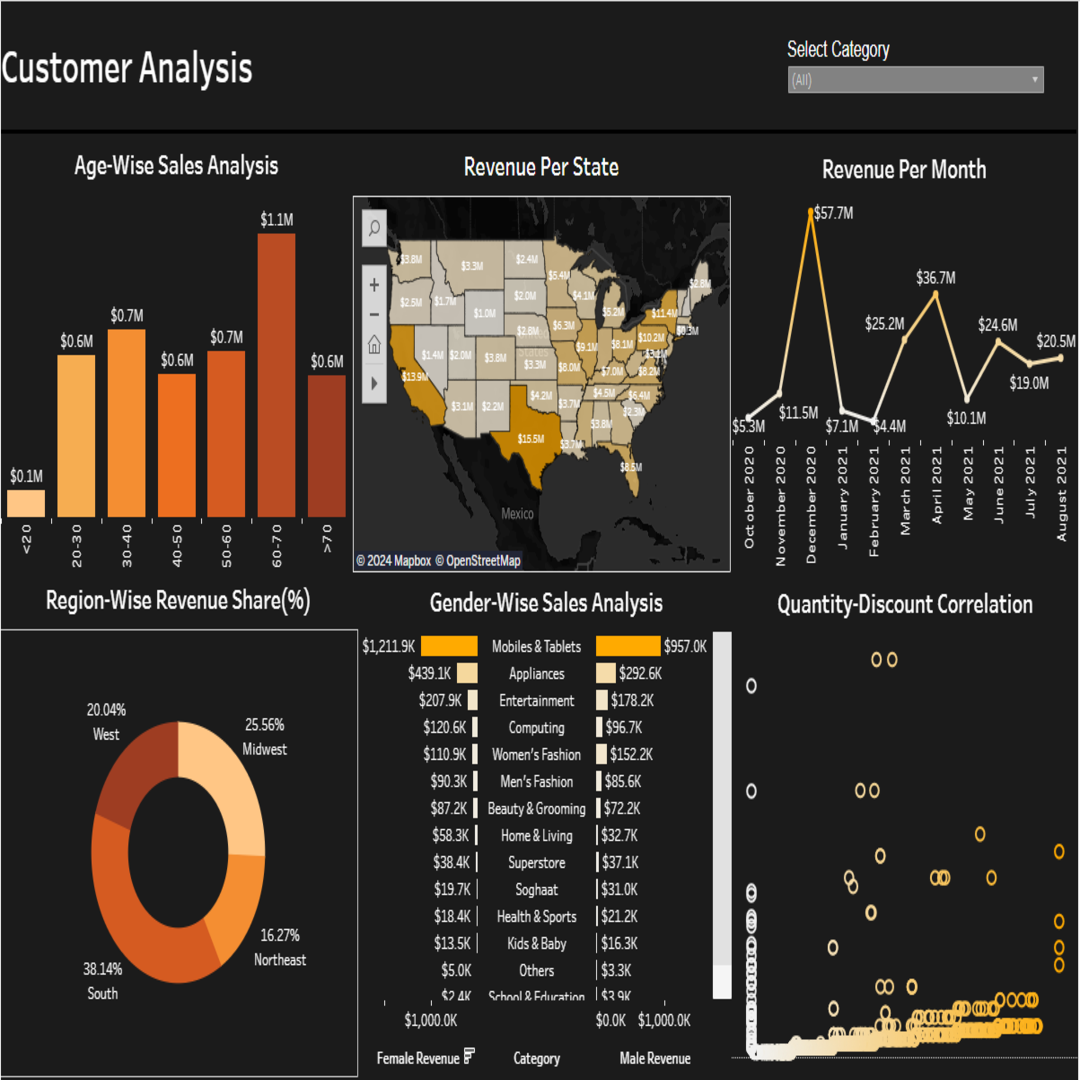 Customer Analysis
Select Category
(All)
Age-Wise Sales Analysis
$0.1M
$0.6M
$0.7M
$0.6M
$0.7M
$1.1M
$0.6M
<20
20-30
30-40
40-50
50-60
60-70
>70
Revenue Per State
$3.8M
$3.3M
$2.4M
$5.4M
$2.8M
$2.5M
$1.7M
$2.0M
$4.1M
$5.2M
$11.4M
$1.0M
$6.3M
$10.2M
$0.3M
$1.4M
$2.0M
$2.8M
$9.1M
$8.1M
$13.9M
$3.8M
$3.3M
$8.0M
$7.0M
$8.2M
$3.1M
$2.2M
$4.2M
$3.7M
$4.5M
$6.4M
$2.3M
$15.5M
$3.8M
$8.5M
States
Mexico
© 2024 Mapbox © OpenStreetMap
Revenue Per Month
$5.3M
$11.5M
$57.7M
$7.1M
$4.4M
$25.2M
$36.7M
$10.1M
$24.6M
$19.0M
$20.5M
October 2020
November 2020
December 2020
January 2021
February 2021
March 2021
April 2021
May 2021
June 2021
July 2021
August 2021
Region-Wise Revenue Share(%)
20.04%
West
25.56%
Midwest
16.27%
Northeast
38.14%
South
Gender-Wise Sales Analysis
$1,211.9K Mobiles & Tablets $957.0K
$439.1K Appliances $292.6K
$207.9K Entertainment $178.2K
$120.6K Computing $96.7K
$110.9K Women's Fashion $152.2K
$90.3K Men's Fashion $85.6K
$87.2K Beauty & Grooming $72.2K
$58.3K Home & Living $32.7K
$38.4K Superstore $37.1K
$19.7K Soghaat $31.0K
$18.4K Health & Sports $21.2K
$13.5K Kids & Baby $16.3K
$5.0K Others $3.3K
$2.4K School & Education $3.9K
$1,000.0K $0.0K $1,000.0K
Female Revenue Category Male Revenue
Quantity-Discount Correlation